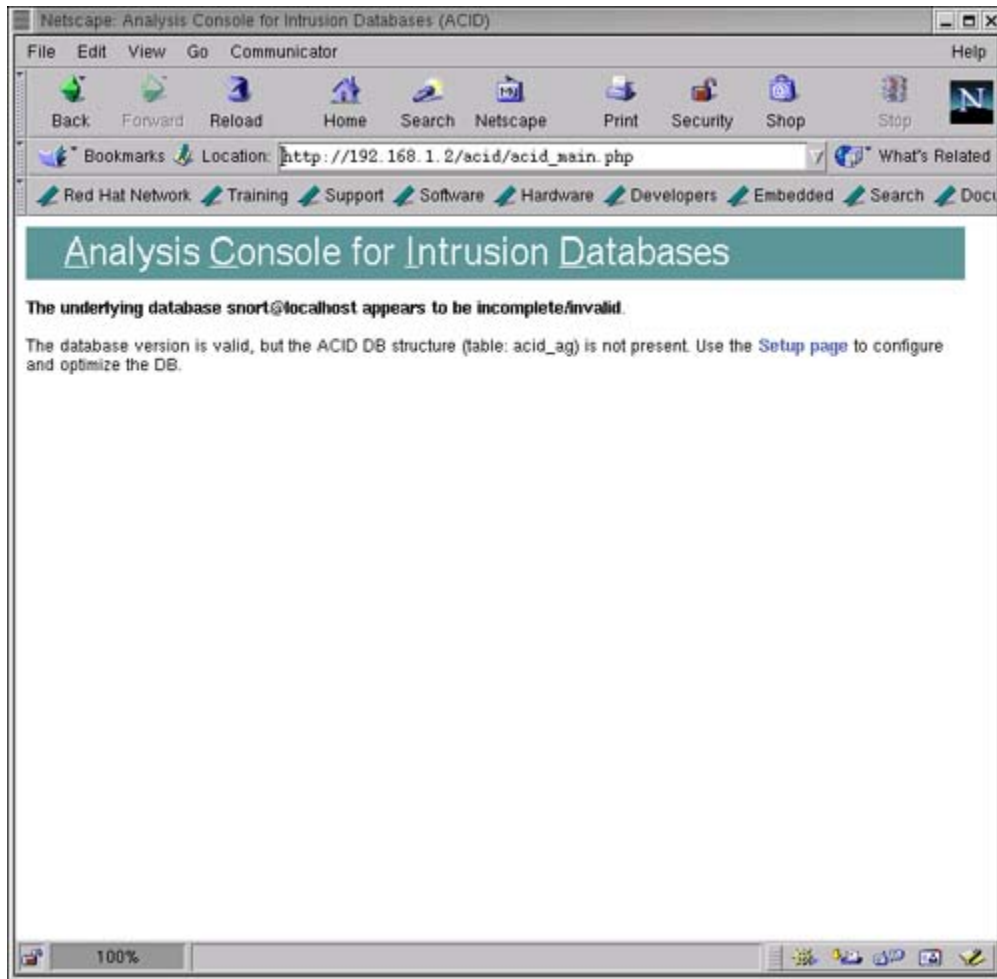 Netscape: Analysis Console for Intrusion Databases (ACID)
File Edit View Go Communicator Help
Back Forward Reload Home Search Netscape Print Security Shop Stop
Bookmarks Location: http://192.168.1.2/acid/acid_main.php What's Related
Red Hat Network Training Support Software Hardware Developers Embedded Search Docu
Analysis Console for Intrusion Databases
The underlying database snort@localhost appears to be incomplete/invalid.
The database version is valid, but the ACID DB structure (table: acid_ag) is not present. Use the Setup page to configure
and optimize the DB.
100%